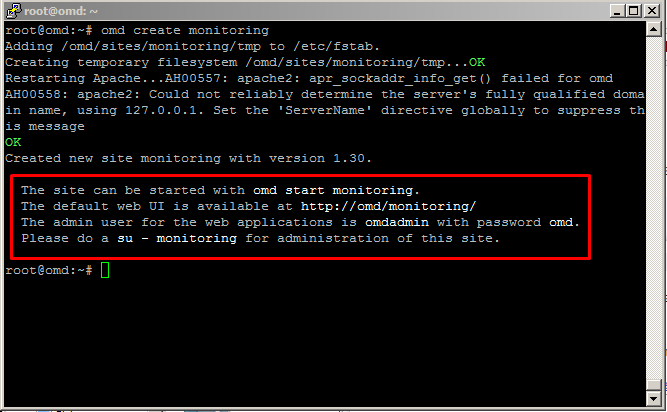 root@omd: ~
root@omd:~# omd create monitoring
Adding /omd/sites/monitoring/tmp to /etc/fstab.
Creating temporary filesystem /omd/sites/monitoring/tmp...OK
Restarting Apache...AH00557: apache2: apr_sockaddr_info_get() failed for omd
AH00558: apache2: Could not reliably determine the server's fully qualified doma
in name, using 127.0.0.1. Set the 'ServerName' directive globally to suppress th
is message
OK
Created new site monitoring with version 1.30.
The site can be started with omd start monitoring.
The default web UI is available at http://omd/monitoring/
The admin user for the web applications is omdadmin with password omd.
Please do a su - monitoring for administration of this site.
root@omd:~#